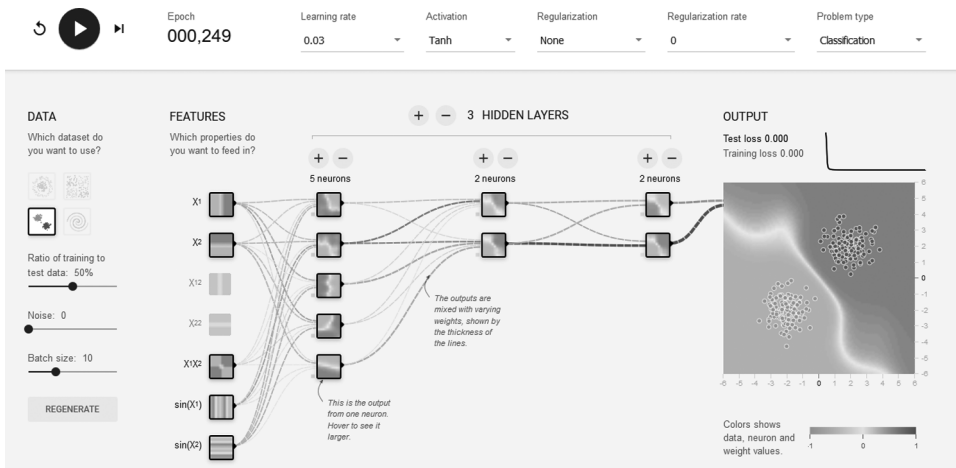 Epoch
000,249
Learning rate
0.03
Activation
Tanh
Regularization
None
Regularization rate
0
Problem type
Classification
DATA
Which dataset do
you want to use?
Ratio of training to
test data: 50%
Noise: 0
Batch size: 10
REGENERATE
FEATURES
Which properties do
you want to feed in?
X1
X2
X12
X22
X1X2
sin(X1)
sin(X2)
+ − 3 HIDDEN LAYERS
+ −
5 neurons
+ −
2 neurons
+ −
2 neurons
The outputs are
mixed with varying
weights, shown by
the thickness of
the lines.
This is the output
from one neuron.
Hover to see it
larger.
OUTPUT
Test loss 0.000
Training loss 0.000
6
5
4
3
2
1
0
-1
-2
-3
-4
-5
-6
-6 -5 -4 -3 -2 -1 0 1 2 3 4 5 6
Colors shows
data, neuron and
weight values.
-1 0 1